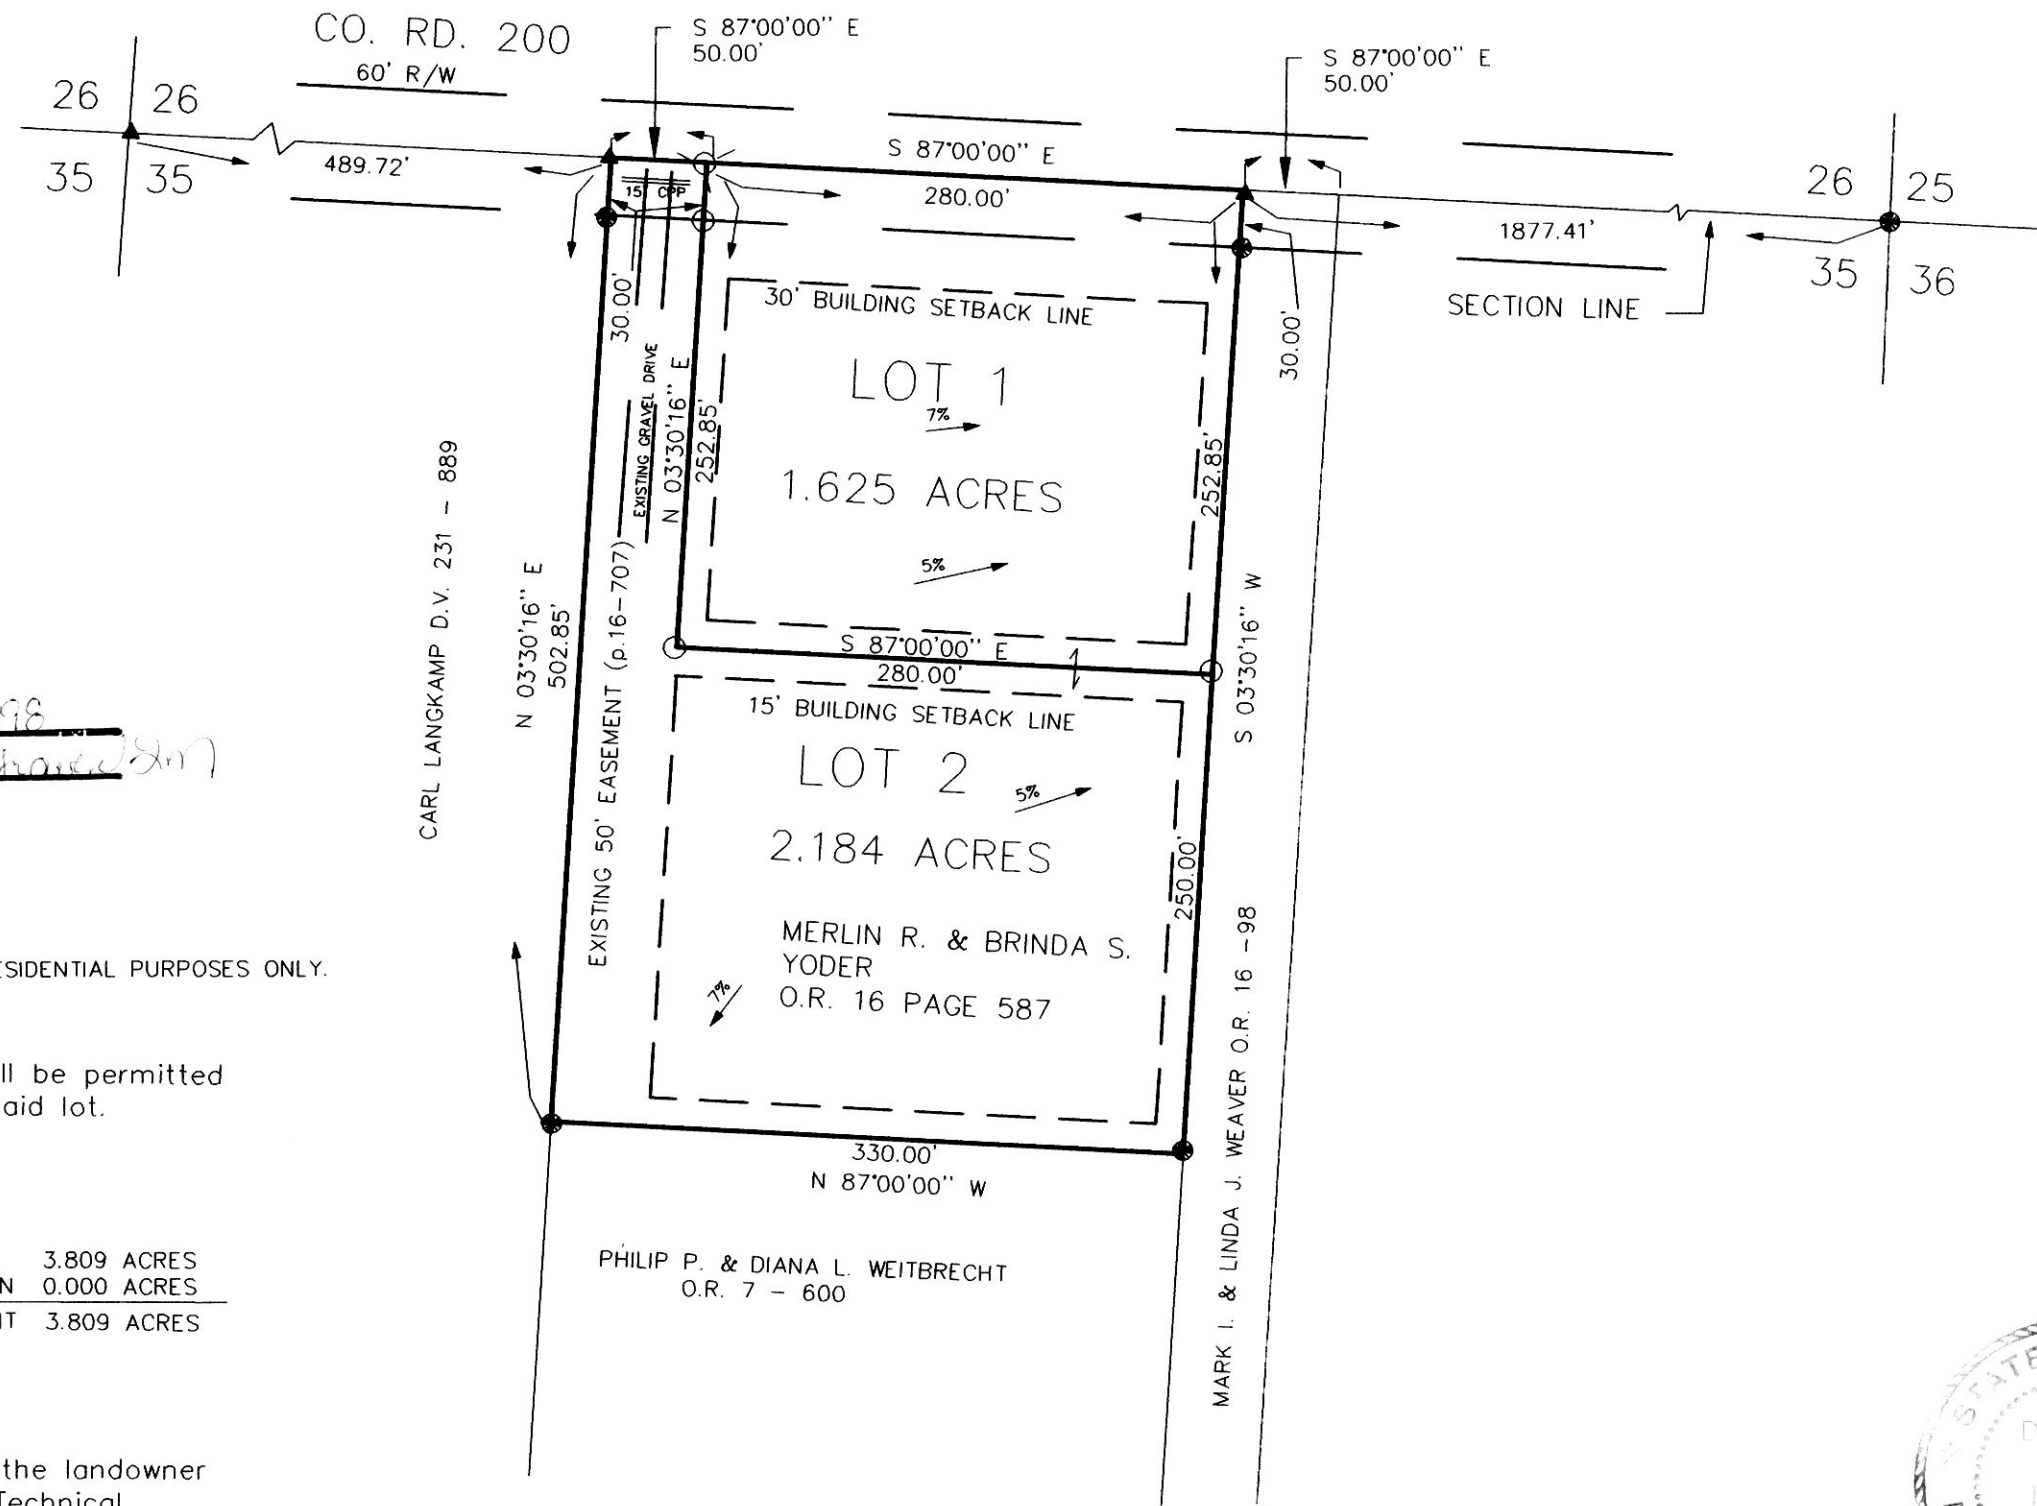 CO. RD. 200
60' R/W
S 87°00'00" E
50.00'
S 87°00'00" E
50.00'
26 26
35 35
489.72'
S 87°00'00" E
280.00'
15" CPP
26 25
35 36
1877.41'
SECTION LINE
30.00'
30.00'
30' BUILDING SETBACK LINE
LOT 1
7%
1.625 ACRES
5%
EXISTING GRAVEL DRIVE
N 03°30'16" E
252.85'
252.85'
CARL LANGKAMP D.V. 231 - 889
N 03°30'16" E
502.85'
EXISTING 50' EASEMENT (p.16-707)
S 87°00'00" E
280.00'
S 03°30'16" W
15' BUILDING SETBACK LINE
LOT 2
5%
2.184 ACRES
250.00'
MERLIN R. & BRINDA S.
YODER
O.R. 16 PAGE 587
7%
330.00'
N 87°00'00" W
MARK I. & LINDA J. WEAVER O.R. 16 -98
PHILIP P. & DIANA L. WEITBRECHT
O.R. 7 - 600
98
ESIDENTIAL PURPOSES ONLY.
ll be permitted
aid lot.
3.809 ACRES
N 0.000 ACRES
IT 3.809 ACRES
the landowner
Technical
STATE